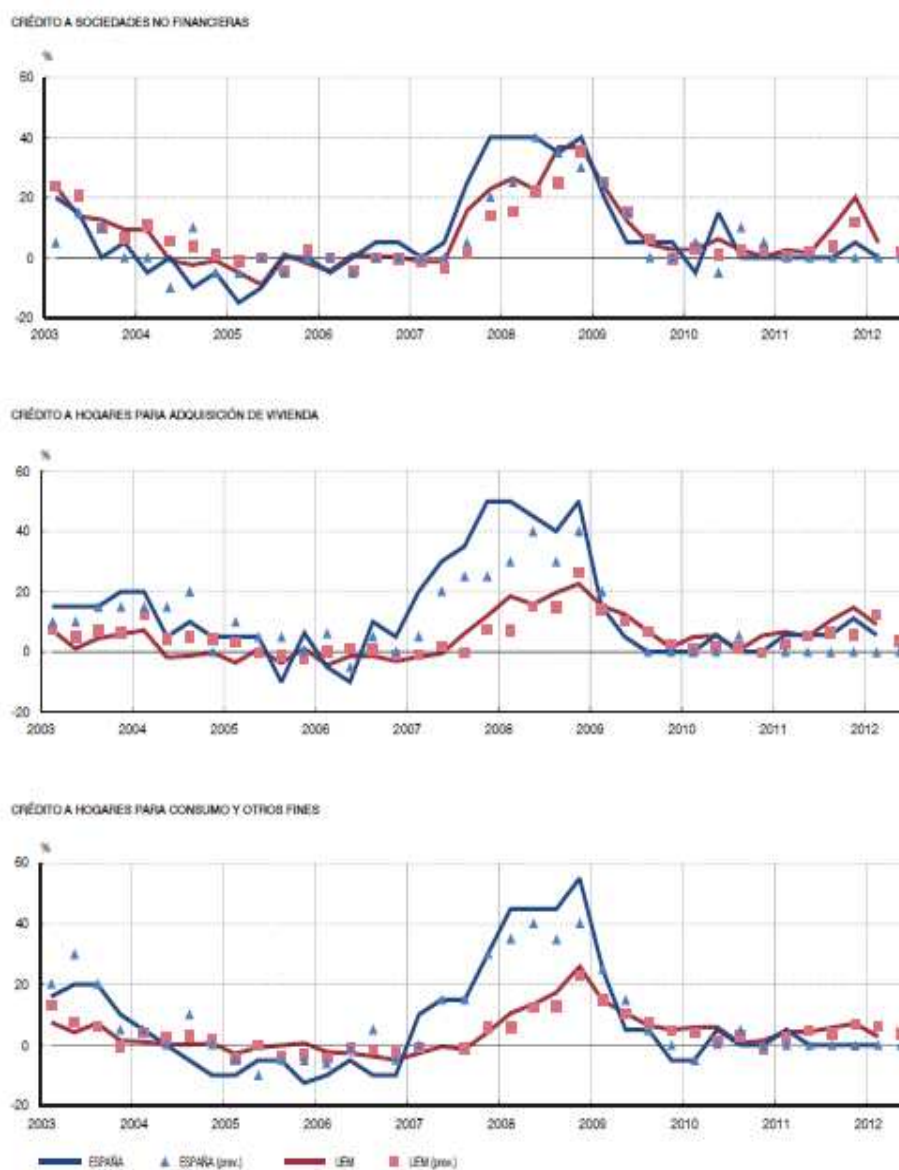 CRÉDITO A SOCIEDADES NO FINANCIERAS
%
60
40
20
0
-20
2003 2004 2005 2006 2007 2008 2009 2010 2011 2012
CRÉDITO A HOGARES PARA ADQUISICIÓN DE VIVIENDA
%
60
40
20
0
-20
2003 2004 2005 2006 2007 2008 2009 2010 2011 2012
CRÉDITO A HOGARES PARA CONSUMO Y OTROS FINES
%
60
40
20
0
-20
2003 2004 2005 2006 2007 2008 2009 2010 2011 2012
ESPAÑA ESPAÑA (prev.) UEM UEM (prev.)